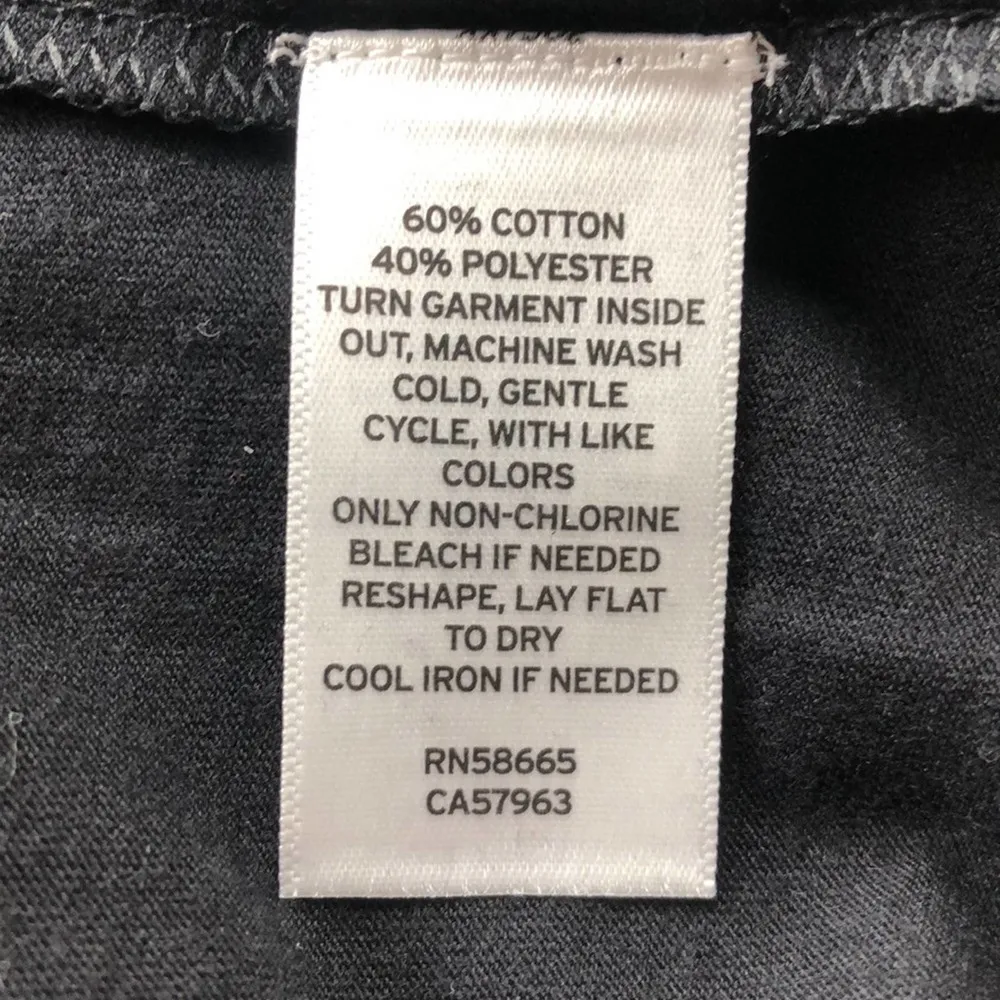 60% COTTON
40% POLYESTER
TURN GARMENT INSIDE
OUT, MACHINE WASH
COLD, GENTLE
CYCLE, WITH LIKE
COLORS
ONLY NON-CHLORINE
BLEACH IF NEEDED
RESHAPE, LAY FLAT
TO DRY
COOL IRON IF NEEDED
RN58665
CA57963